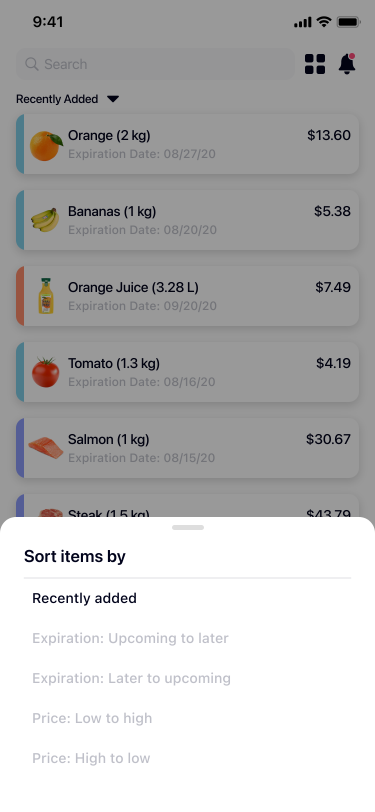 9:41
Search
Recently Added
Orange (2 kg)
$13.60
Expiration Date: 08/27/20
Bananas (1 kg)
$5.38
Expiration Date: 08/20/20
Orange Juice (3.28 L)
$7.49
Expiration Date: 09/20/20
Tomato (1.3 kg)
$4.19
Expiration Date: 08/16/20
Salmon (1 kg)
$30.67
Expiration Date: 08/15/20
Steak (1.5 kg)
$43.79
Sort items by
Recently added
Expiration: Upcoming to later
Expiration: Later to upcoming
Price: Low to high
Price: High to low